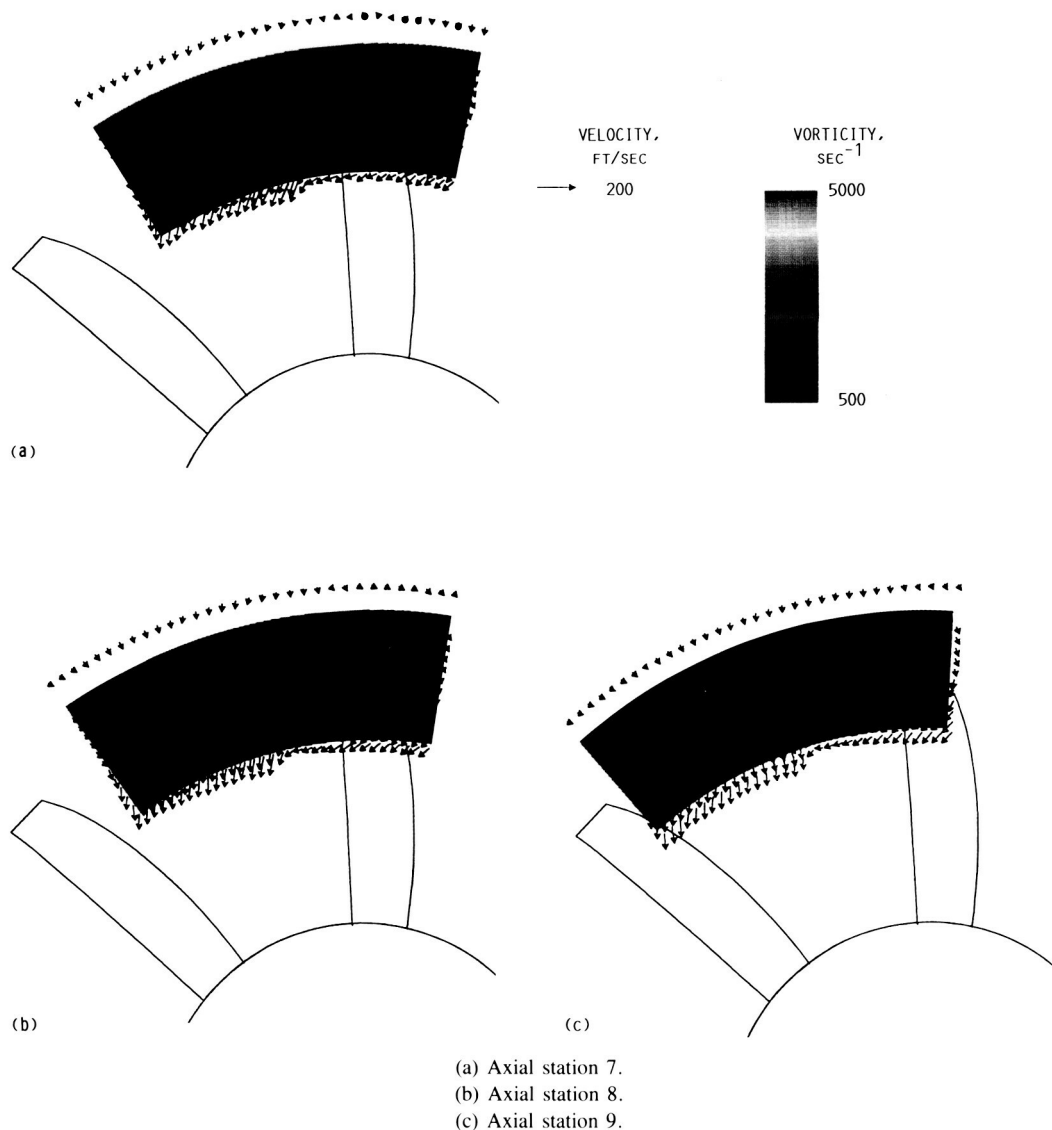 VELOCITY,
FT/SEC
200
VORTICITY,
SEC⁻¹
5000
500
(a)
(b)
(c)
(a) Axial station 7.
(b) Axial station 8.
(c) Axial station 9.